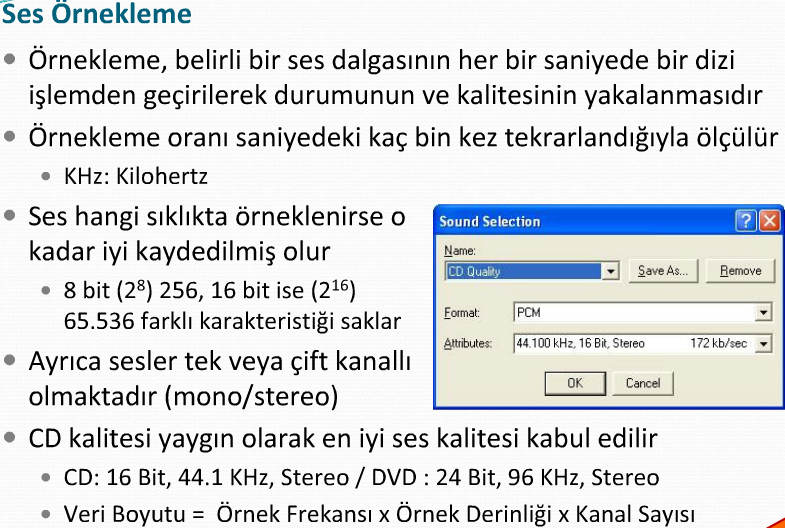 Ses Örnekleme
• Örnekleme, belirli bir ses dalgasının her bir saniyede bir dizi
işlemden geçirilerek durumunun ve kalitesinin yakalanmasıdır
• Örnekleme oranı saniyedeki kaç bin kez tekrarlandığıyla ölçülür
• KHz: Kilohertz
• Ses hangi sıklıkta örneklenirse o
kadar iyi kaydedilmiş olur
• 8 bit (2⁸) 256, 16 bit ise (2¹⁶)
65.536 farklı karakteristiği saklar
• Ayrıca sesler tek veya çift kanallı
olmaktadır (mono/stereo)
Sound Selection
Name:
CD Quality
Save As...
Remove
Format:
PCM
Attributes:
44.100 kHz, 16 Bit, Stereo 172 kb/sec
OK
Cancel
• CD kalitesi yaygın olarak en iyi ses kalitesi kabul edilir
• CD: 16 Bit, 44.1 KHz, Stereo / DVD : 24 Bit, 96 KHz, Stereo
• Veri Boyutu = Örnek Frekansı x Örnek Derinliği x Kanal Sayısı